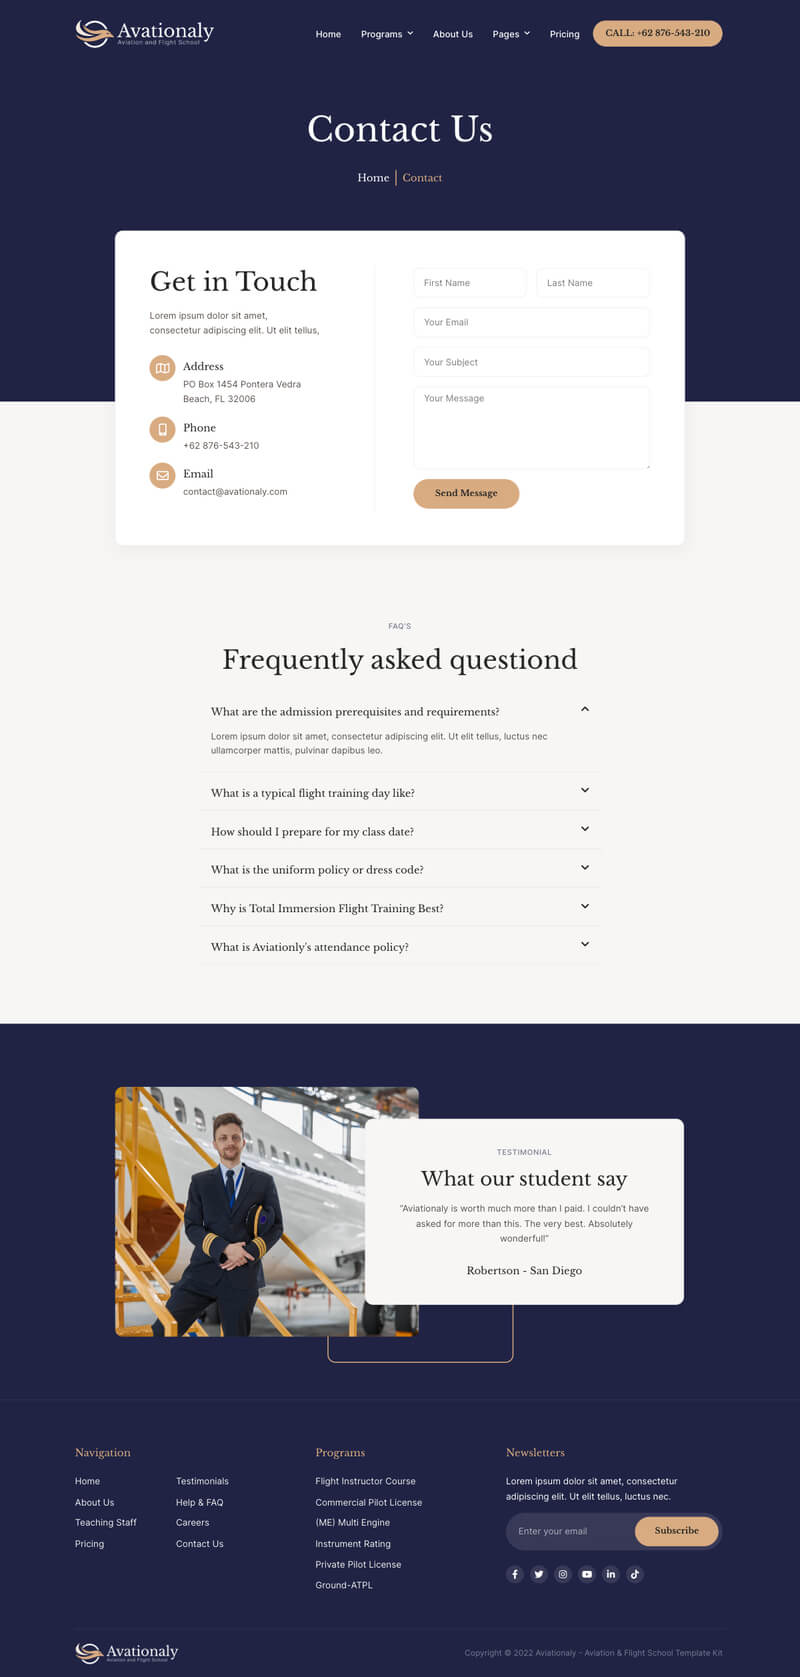 Avationaly
Aviation and Flight School
Home
Programs
About Us
Pages
Pricing
CALL: +62 876-543-210
Contact Us
Home
Contact
Get in Touch
Lorem ipsum dolor sit amet,
consectetur adipiscing elit. Ut elit tellus,
Address
PO Box 1454 Pontera Vedra
Beach, FL 32006
Phone
+62 876-543-210
Email
contact@avationaly.com
First Name
Last Name
Your Email
Your Subject
Your Message
Send Message
FAQ'S
Frequently asked questiond
What are the admission prerequisites and requirements?
Lorem ipsum dolor sit amet, consectetur adipiscing elit. Ut elit tellus, luctus nec
ullamcorper mattis, pulvinar dapibus leo.
What is a typical flight training day like?
How should I prepare for my class date?
What is the uniform policy or dress code?
Why is Total Immersion Flight Training Best?
What is Aviationly's attendance policy?
TESTIMONIAL
What our student say
“Aviationaly is worth much more than I paid. I couldn’t have
asked for more than this. The very best. Absolutely
wonderful!”
Robertson - San Diego
Navigation
Home
About Us
Teaching Staff
Pricing
Testimonials
Help & FAQ
Careers
Contact Us
Programs
Flight Instructor Course
Commercial Pilot License
(ME) Multi Engine
Instrument Rating
Private Pilot License
Ground-ATPL
Newsletters
Lorem ipsum dolor sit amet, consectetur
adipiscing elit. Ut elit tellus, luctus nec.
Enter your email
Subscribe
Avationaly
Aviation and Flight School
Copyright © 2022 Aviationaly - Aviation & Flight School Template Kit